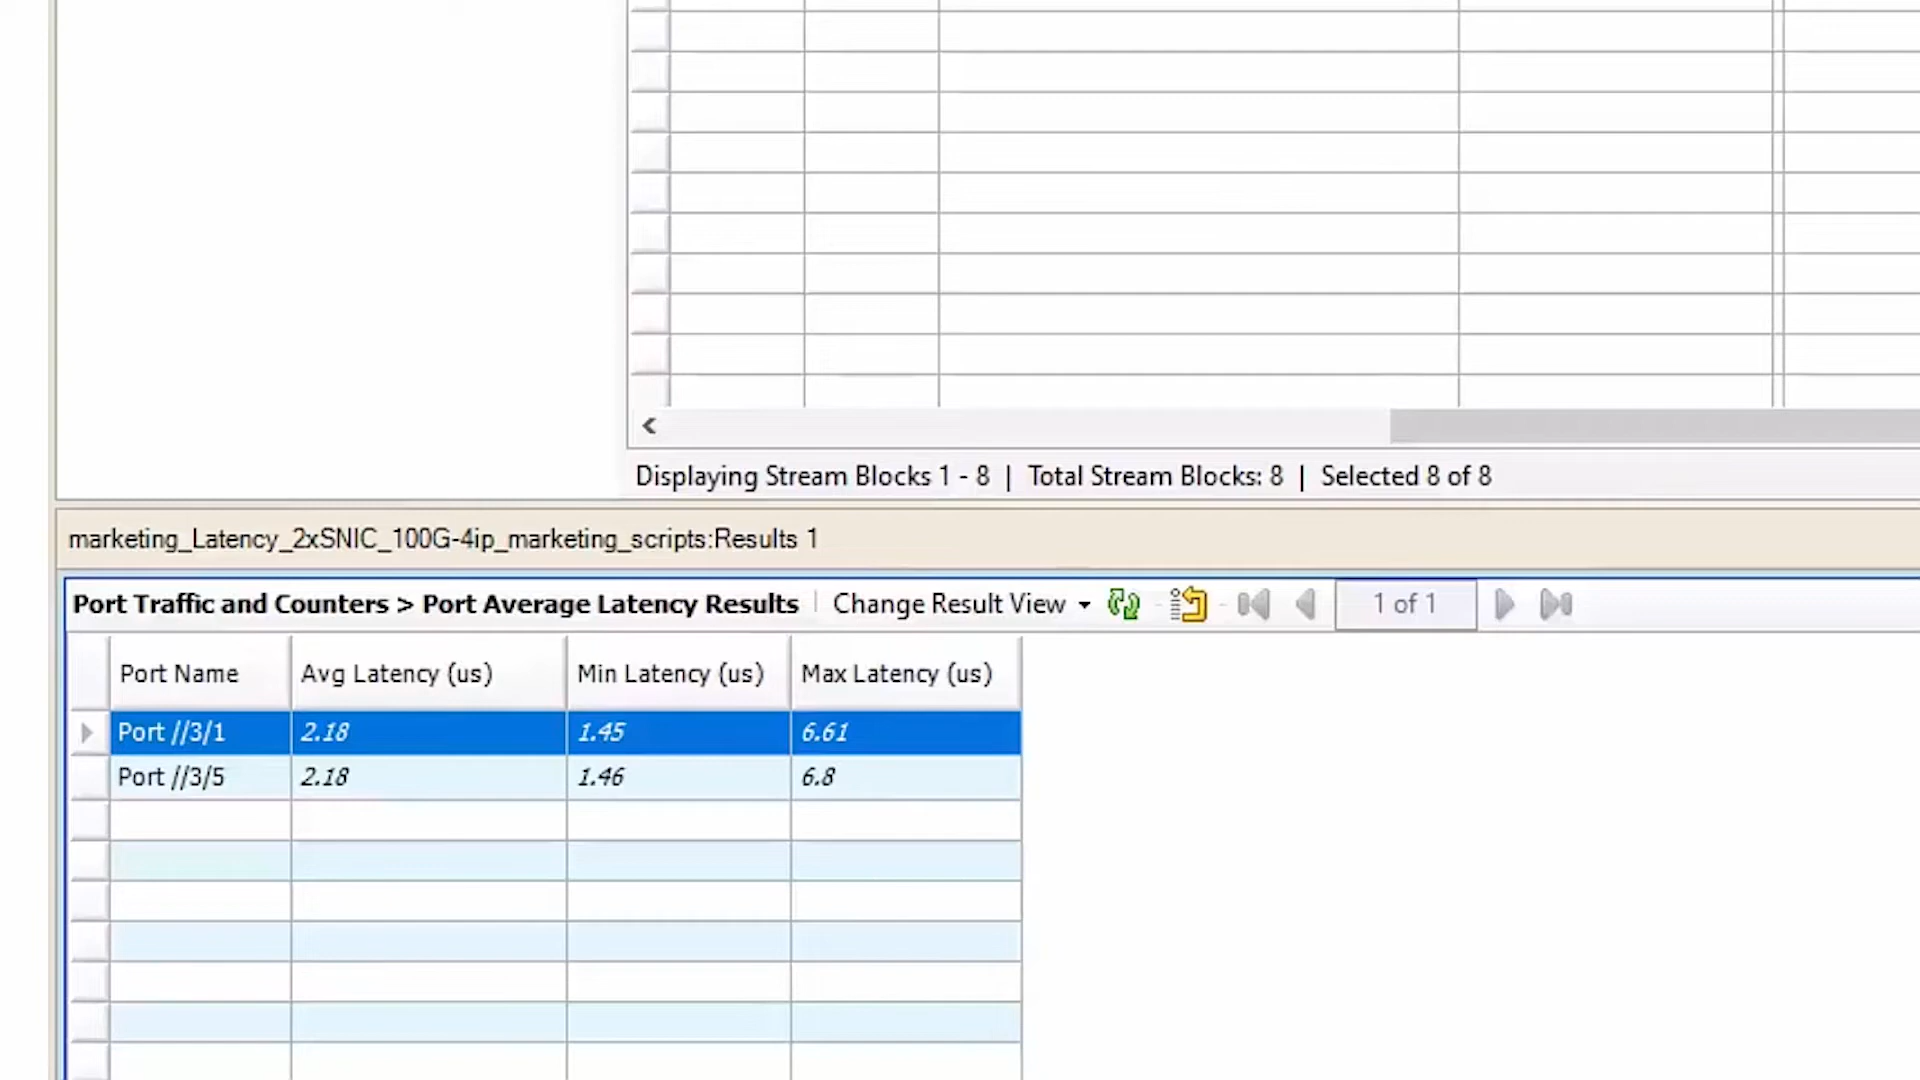 Displaying Stream Blocks 1 - 8 | Total Stream Blocks: 8 | Selected 8 of 8
marketing_Latency_2xSNIC_100G-4ip_marketing_scripts:Results 1
Port Traffic and Counters > Port Average Latency Results | Change Result View 1 of 1
Port Name Avg Latency (us) Min Latency (us) Max Latency (us)
Port //3/1 2.18 1.45 6.61
Port //3/5 2.18 1.46 6.8